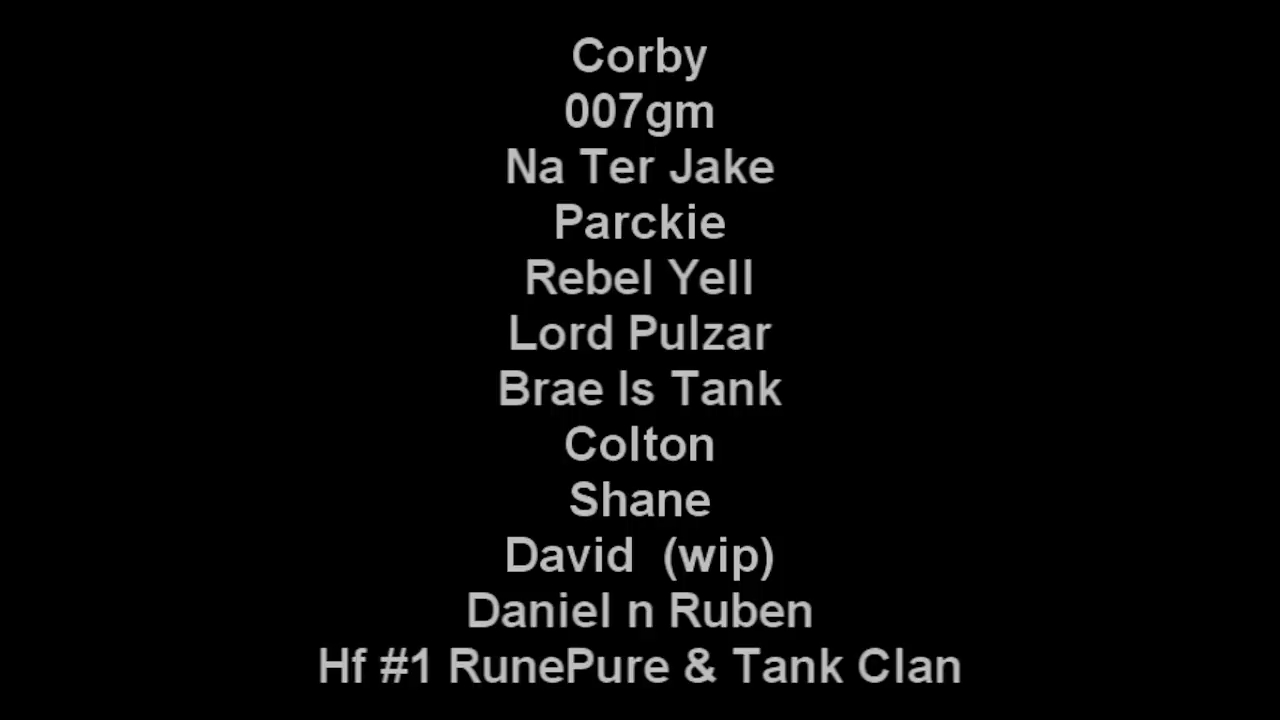 Corby
007gm
Na Ter Jake
Parckie
Rebel Yell
Lord Pulzar
Brae Is Tank
Colton
Shane
David  (wip)
Daniel n Ruben
Hf #1 RunePure & Tank Clan